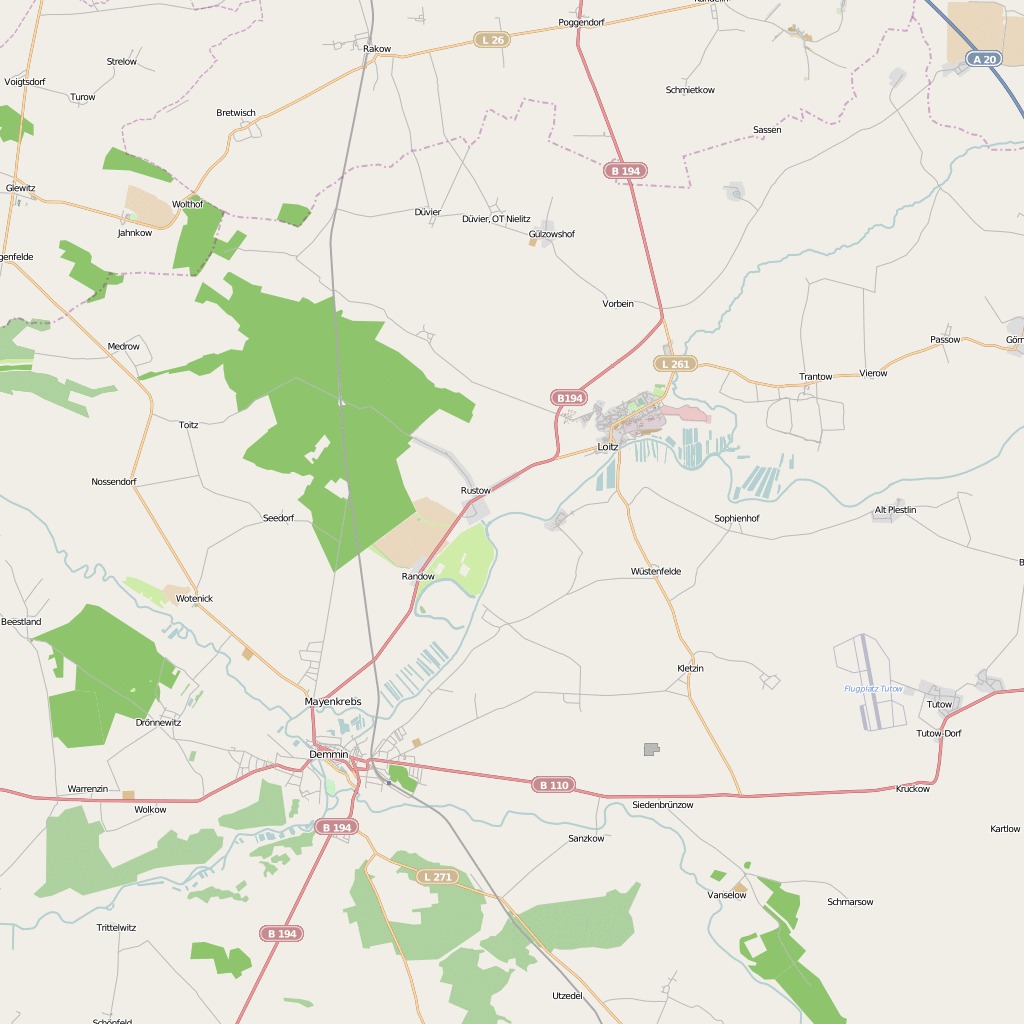 Kandelin
Poggendorf
L 26
Rakow
A 20
Strelow
Voigtsdorf
Turow
Schmietkow
Bretwisch
Sassen
B 194
Glewitz
Wolthof
Düvier
Düvier, OT Nielitz
Jahnkow
Gülzowshof
genfelde
Vorbein
Medrow
Passow
Görm
L 261
Trantow
Vierow
B194
Toitz
Loitz
Nossendorf
Rustow
Seedorf
Sophienhof
Alt Plestlin
B
Randow
Wüstenfelde
Wotenick
Beestland
Kletzin
Flugplatz Tutow
Mayenkrebs
Tutow
Drönnewitz
Tutow-Dorf
Demmin
B 110
Warrenzin
Kruckow
Wolkow
Siedenbrünzow
B 194
Sanzkow
Kartlow
L 271
Vanselow
Schmarsow
Trittelwitz
B 194
Utzedel
Schönfeld